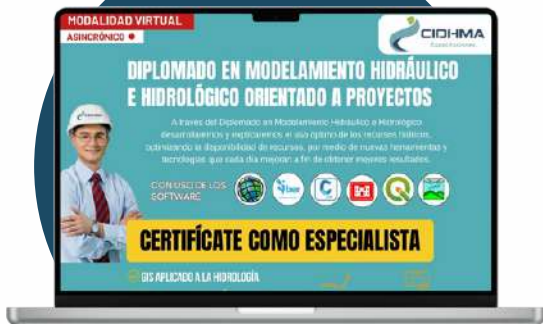 MODALIDAD VIRTUAL
ASINCRÓNICO
CIDHMA
DIPLOMADO EN MODELAMIENTO HIDRÁULICO
E HIDROLÓGICO ORIENTADO A PROYECTOS
A través del Diplomado en Modelamiento Hidráulico e Hidrológico
desarrollaremos y explicaremos el uso óptimo de los recursos hídricos,
optimizando la disponibilidad de recursos, por medio de nuevas herramientas y
tecnologías que cada día mejoran a fin de obtener mejores resultados.
CON USO DE LOS
SOFTWARE
CERTIFÍCATE COMO ESPECIALISTA
GIS APLICADO A LA HIDROLOGÍA